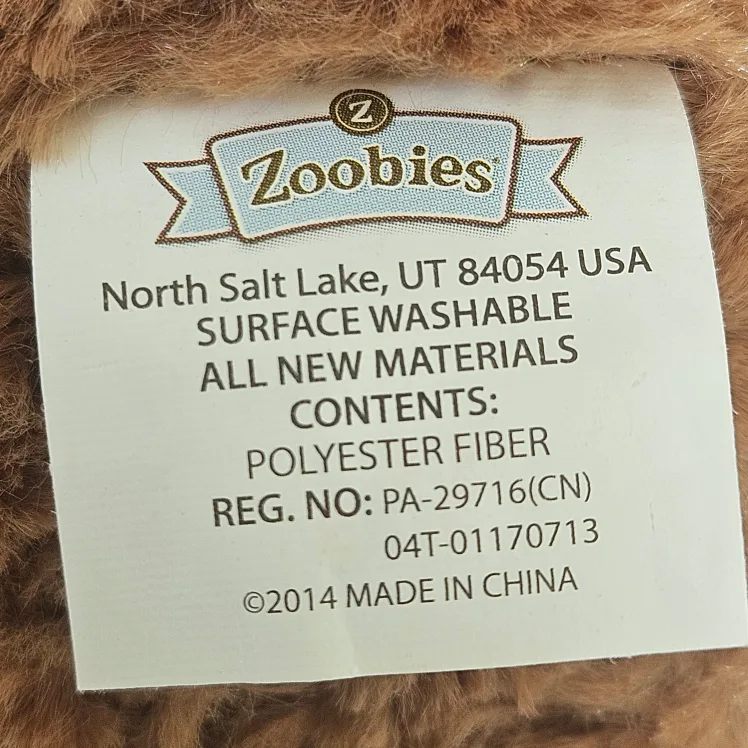 Z
Zoobies
North Salt Lake, UT 84054 USA
SURFACE WASHABLE
ALL NEW MATERIALS
CONTENTS:
POLYESTER FIBER
REG. NO: PA-29716(CN)
04T-01170713
©2014 MADE IN CHINA